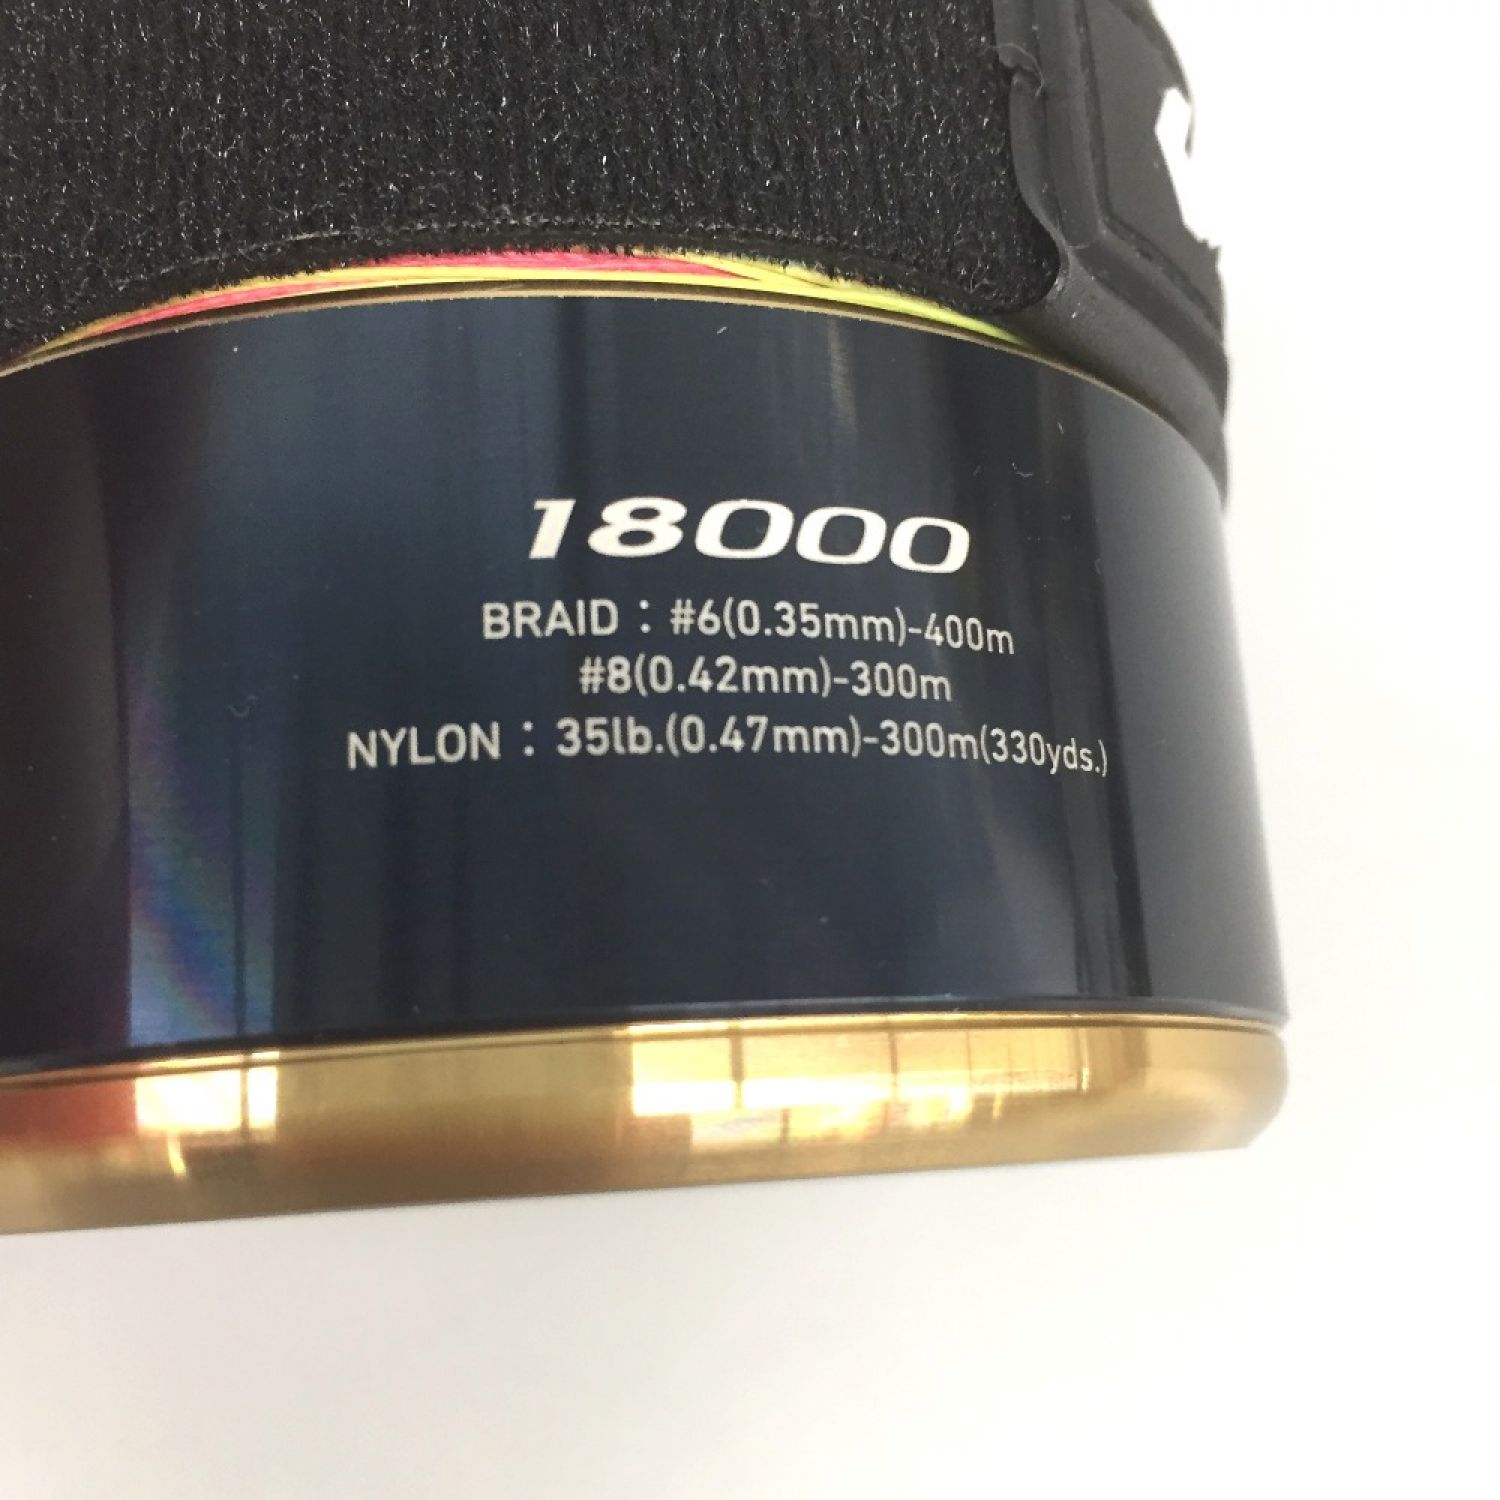 18000
BRAID : #6(0.35mm)-400m
#8(0.42mm)-300m
NYLON : 35lb.(0.47mm)-300m(330yds.)